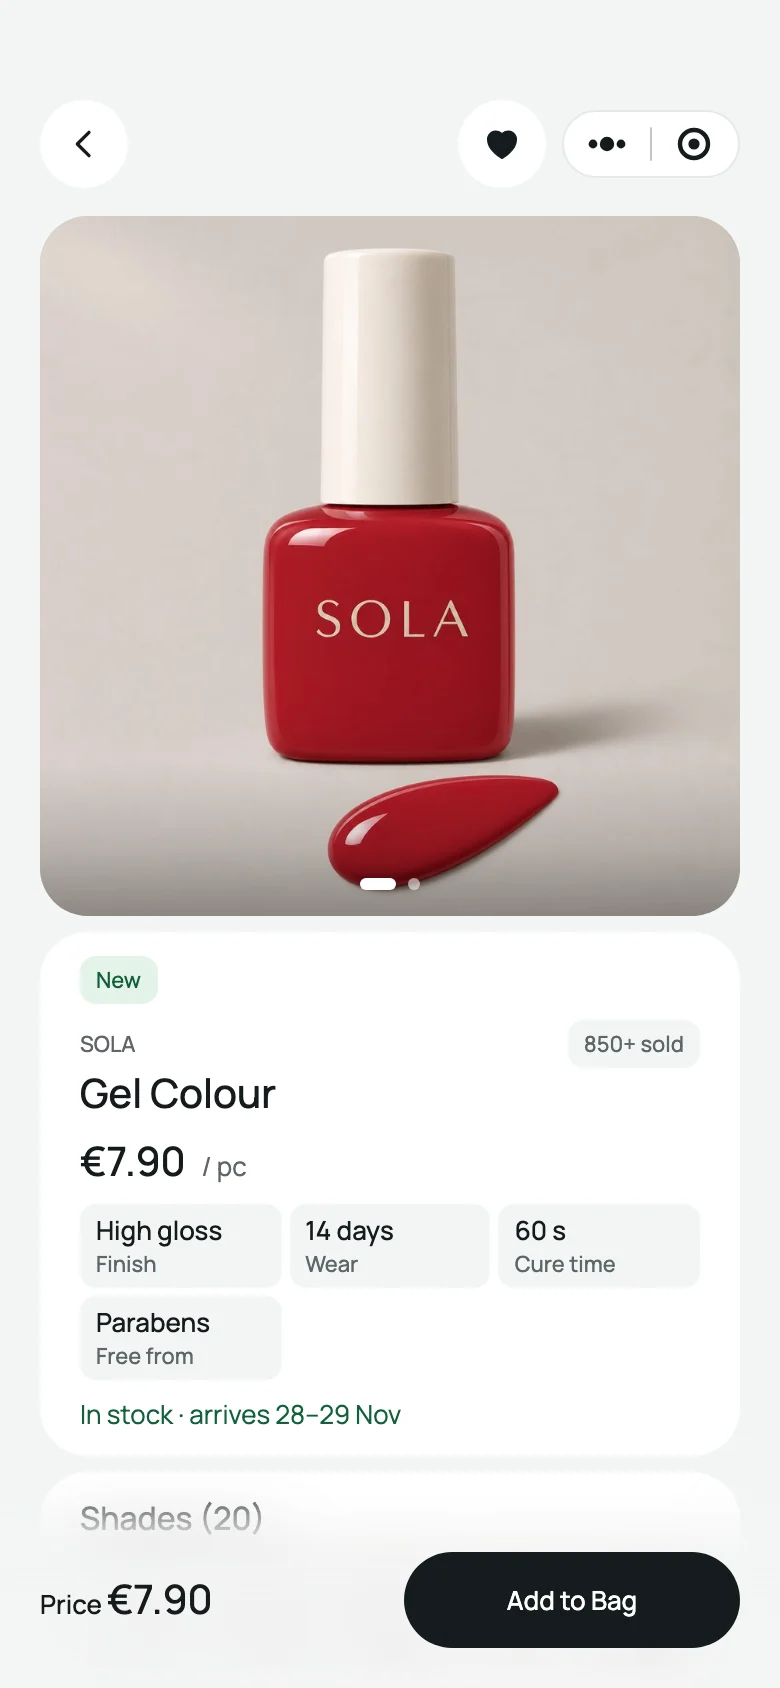 SOLA
New
SOLA
850+ sold
Gel Colour
€7.90 / pc
High gloss
Finish
14 days
Wear
60 s
Cure time
Parabens
Free from
In stock · arrives 28–29 Nov
Shades (20)
Price €7.90
Add to Bag